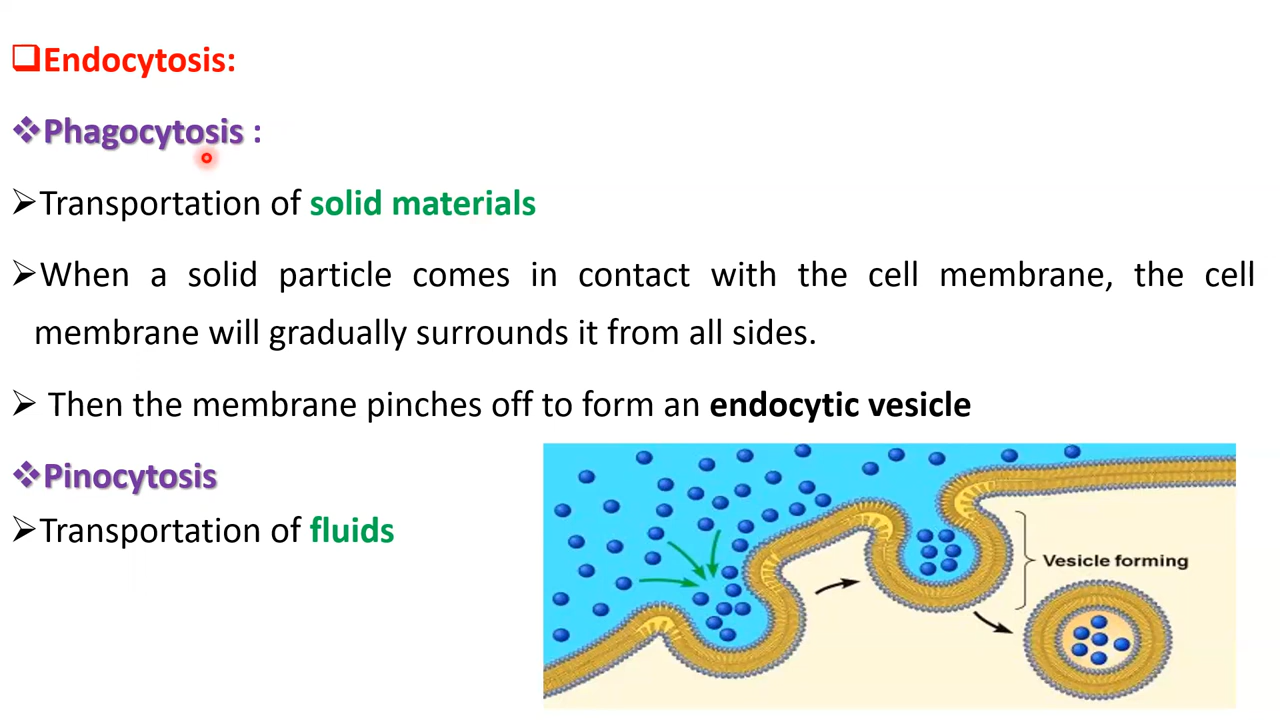 Endocytosis:
Phagocytosis :
Transportation of solid materials
When a solid particle comes in contact with the cell membrane, the cell
membrane will gradually surrounds it from all sides.
Then the membrane pinches off to form an endocytic vesicle
Pinocytosis
Transportation of fluids
Vesicle forming